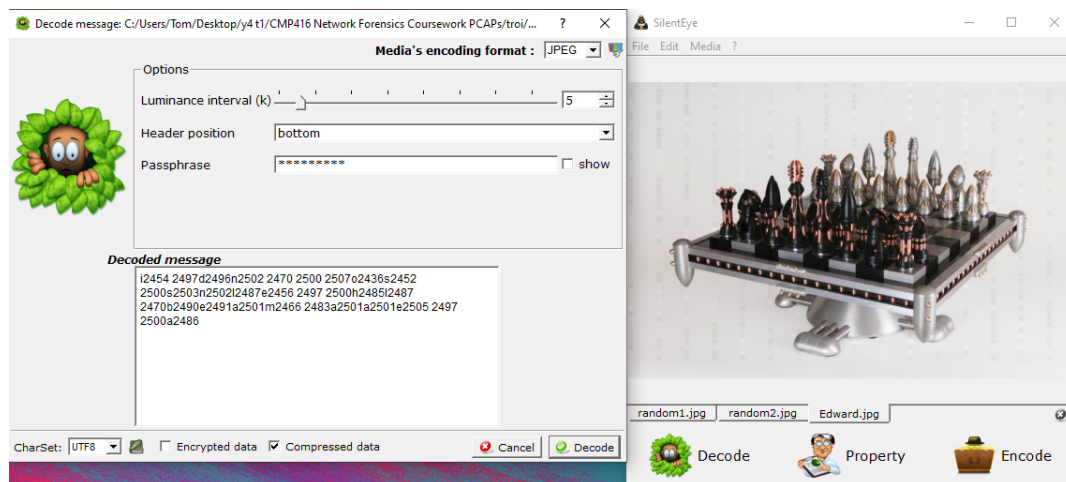 Decode message: C:/Users/Tom/Desktop/y4 t1/CMP416 Network Forensics Coursework PCAPs/troi/... ?
Media's encoding format : JPEG
Options
Luminance interval (k) 5
Header position bottom
Passphrase ********* show
Decoded message
i2454 2497d2496n2502 2470 2500 2507o2436s2452
2500s2503n2502l2487e2456 2497 2500h2485l2487
2470b2490e2491a2501m2466 2483a2501a2501e2505 2497
2500a2486
CharSet: UTF8 Encrypted data Compressed data Cancel Decode
SilentEye
File Edit Media ?
random1.jpg random2.jpg Edward.jpg
Decode Property Encode